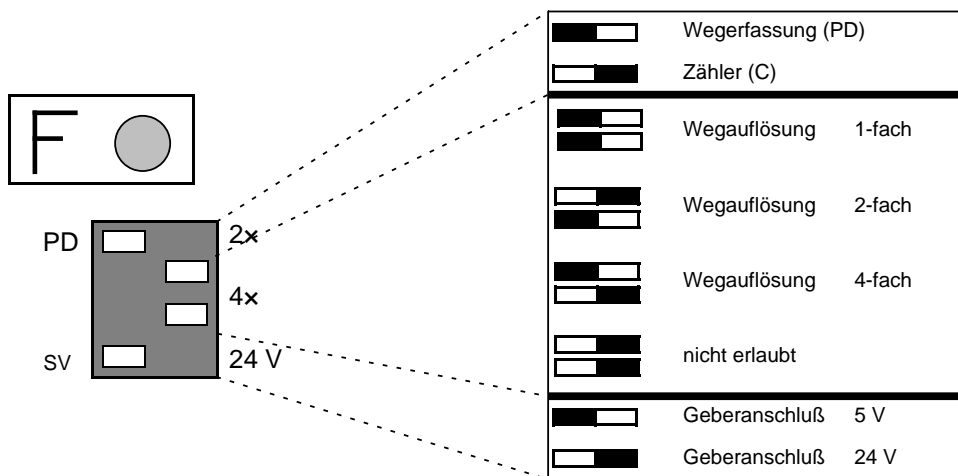 F
PD
2×
4×
SV
24 V
Wegerfassung (PD)
Zähler (C)
Wegauflösung 1-fach
Wegauflösung 2-fach
Wegauflösung 4-fach
nicht erlaubt
Geberanschluß 5 V
Geberanschluß 24 V